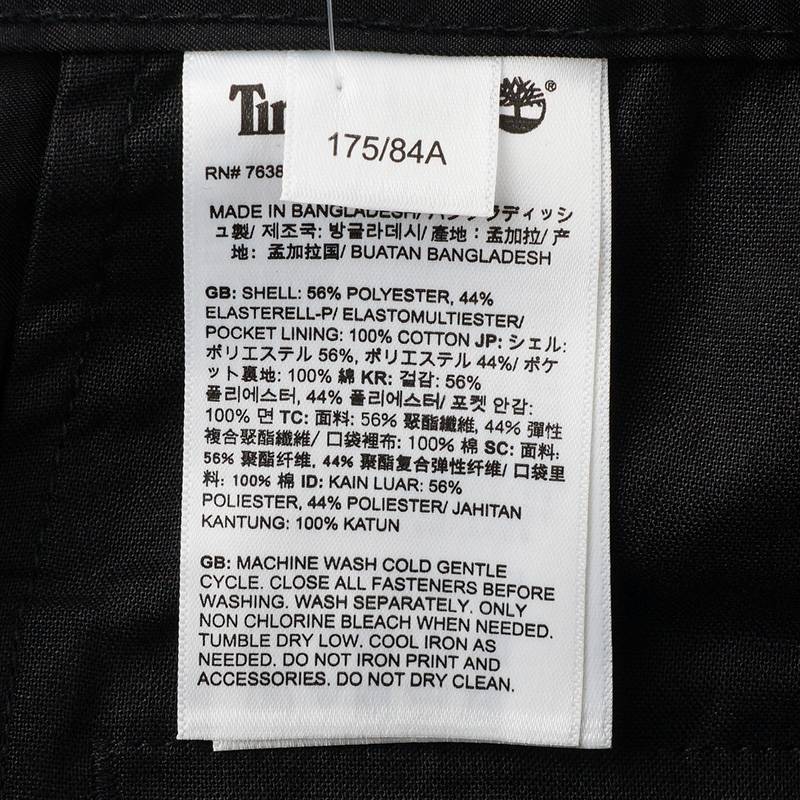 175/84A
®
RN# 7638
MADE IN BANGLADESH/ バングラディッシ
ュ製/ 제조국: 방글라데시/ 產地：孟加拉/ 产
地：孟加拉国/ BUATAN BANGLADESH
GB: SHELL: 56% POLYESTER, 44%
ELASTERELL-P/ ELASTOMULTIESTER/
POCKET LINING: 100% COTTON JP: シェル:
ポリエステル 56%, ポリエステル 44%/ ポケ
ット裏地: 100% 綿 KR: 겉감: 56%
폴리에스터, 44% 폴리에스터/ 포켓 안감:
100% 면 TC: 面料: 56% 聚酯纖維, 44% 彈性
複合聚酯纖維/ 口袋裡布: 100% 棉 SC: 面料:
56% 聚酯纤维, 44% 聚酯复合弹性纤维/ 口袋里
料: 100% 棉 ID: KAIN LUAR: 56%
POLIESTER, 44% POLIESTER/ JAHITAN
KANTUNG: 100% KATUN
GB: MACHINE WASH COLD GENTLE
CYCLE. CLOSE ALL FASTENERS BEFORE
WASHING. WASH SEPARATELY. ONLY
NON CHLORINE BLEACH WHEN NEEDED.
TUMBLE DRY LOW. COOL IRON AS
NEEDED. DO NOT IRON PRINT AND
ACCESSORIES. DO NOT DRY CLEAN.